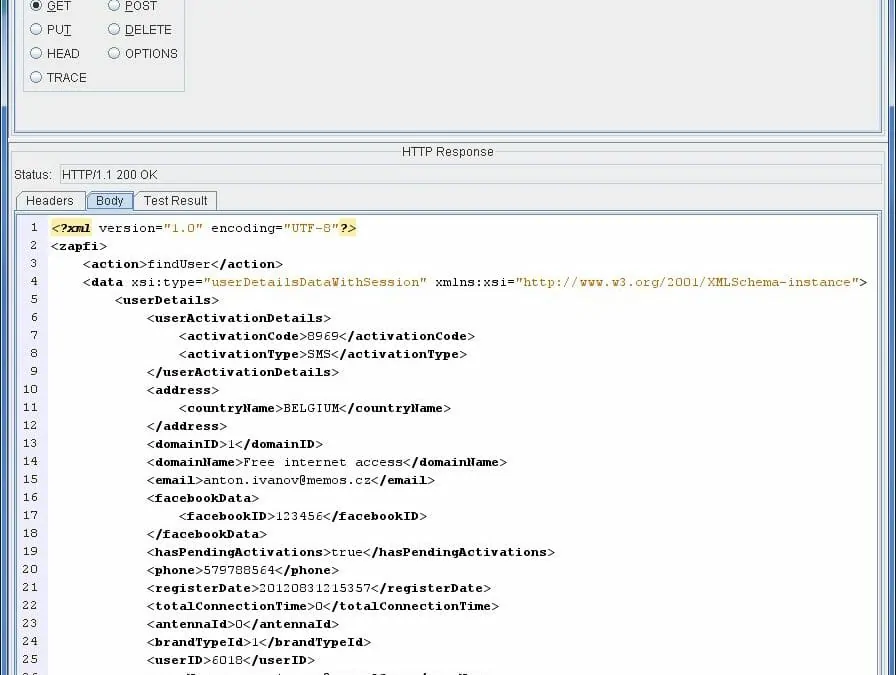 GET POST
PUT DELETE
HEAD OPTIONS
TRACE
HTTP Response
Status: HTTP/1.1 200 OK
Headers Body Test Result
1 <?xml version="1.0" encoding="UTF-8"?>
2 <zapfi>
3 <action>findUser</action>
4 <data xsi:type="userDetailsDataWithSession" xmlns:xsi="http://www.w3.org/2001/XMLSchema-instance">
5 <userDetails>
6 <userActivationDetails>
7 <activationCode>8969</activationCode>
8 <activationType>SMS</activationType>
9 </userActivationDetails>
10 <address>
11 <countryName>BELGIUM</countryName>
12 </address>
13 <domainID>1</domainID>
14 <domainName>Free internet access</domainName>
15 <email>anton.ivanov@memos.cz</email>
16 <facebookData>
17 <facebookID>123456</facebookID>
18 </facebookData>
19 <hasPendingActivations>true</hasPendingActivations>
20 <phone>579788564</phone>
21 <registerDate>20120831215357</registerDate>
22 <totalConnectionTime>0</totalConnectionTime>
23 <antennaId>0</antennaId>
24 <brandTypeId>1</brandTypeId>
25 <userID>6018</userID>